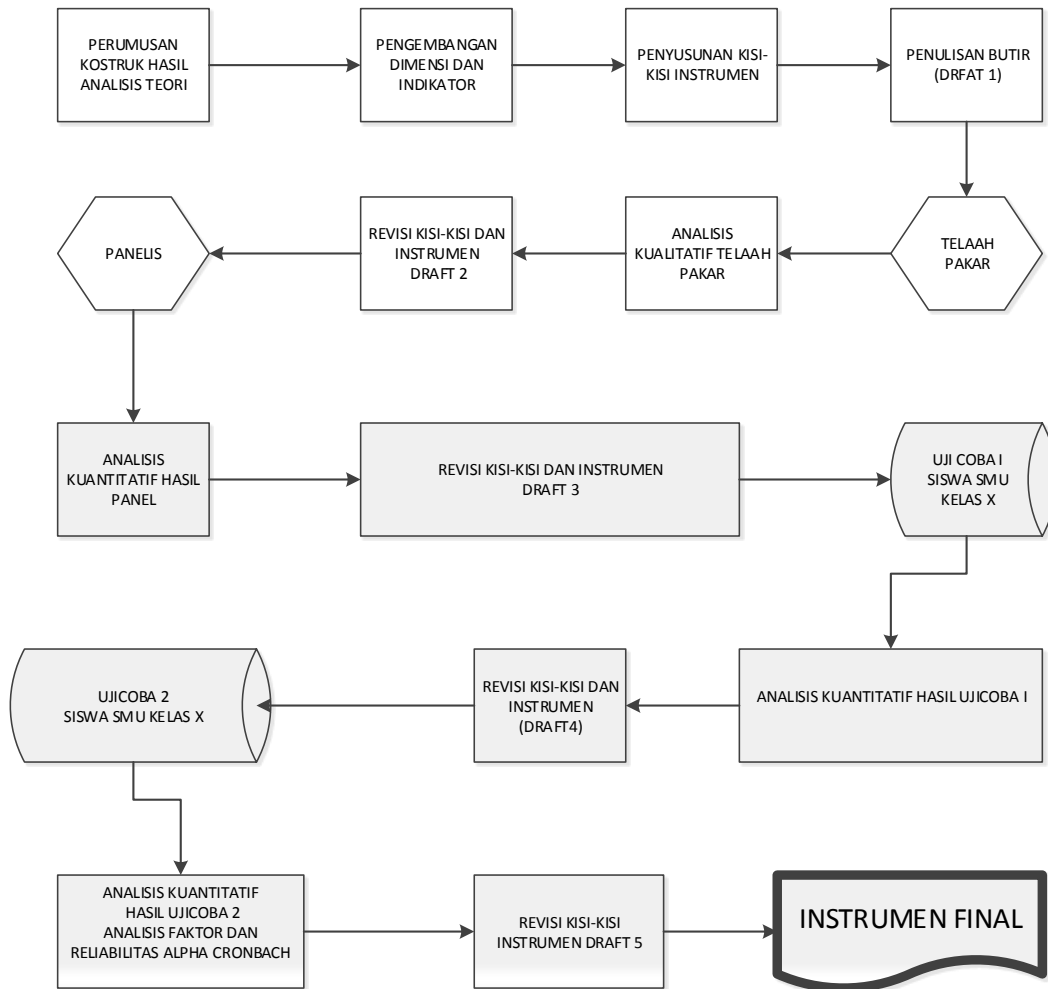 PERUMUSAN
KOSTRUK HASIL
ANALISIS TEORI
PENGEMBANGAN
DIMENSI DAN
INDIKATOR
PENYUSUNAN KISI-
KISI INSTRUMEN
PENULISAN BUTIR
(DRFAT 1)
TELAAH
PAKAR
ANALISIS
KUALITATIF TELAAH
PAKAR
REVISI KISI-KISI DAN
INSTRUMEN
DRAFT 2
PANELIS
ANALISIS
KUANTITATIF HASIL
PANEL
REVISI KISI-KISI DAN INSTRUMEN
DRAFT 3
UJI COBA I
SISWA SMU
KELAS X
ANALISIS KUANTITATIF HASIL UJICOBA I
REVISI KISI-KISI DAN
INSTRUMEN
(DRAFT4)
UJICOBA 2
SISWA SMU KELAS X
ANALISIS KUANTITATIF
HASIL UJICOBA 2
ANALISIS FAKTOR DAN
RELIABILITAS ALPHA CRONBACH
REVISI KISI-KISI
INSTRUMEN DRAFT 5
INSTRUMEN FINAL